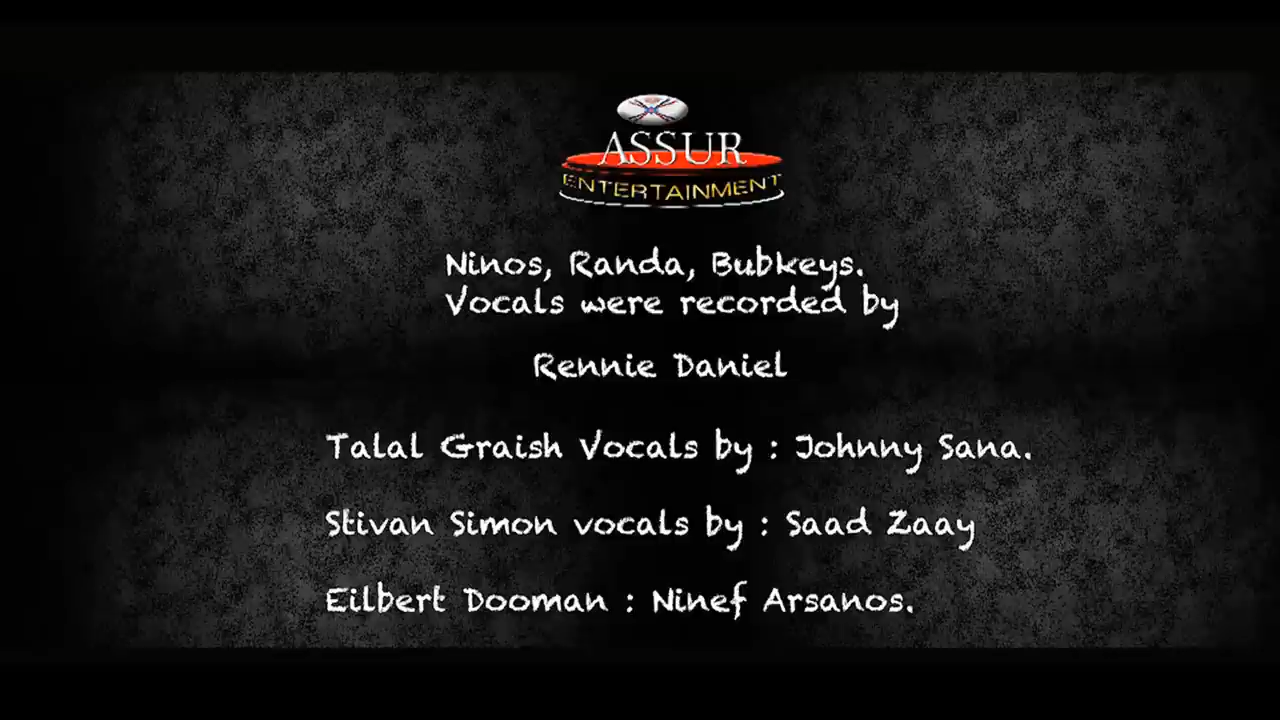 ASSUR
ENTERTAINMENT
Ninos, Randa, Bubkeys.
Vocals were recorded by
Rennie Daniel
Talal Graish Vocals by : Johnny Sana.
Stivan Simon vocals by : Saad Zaay
Eilbert Dooman : Ninef Arsanos.